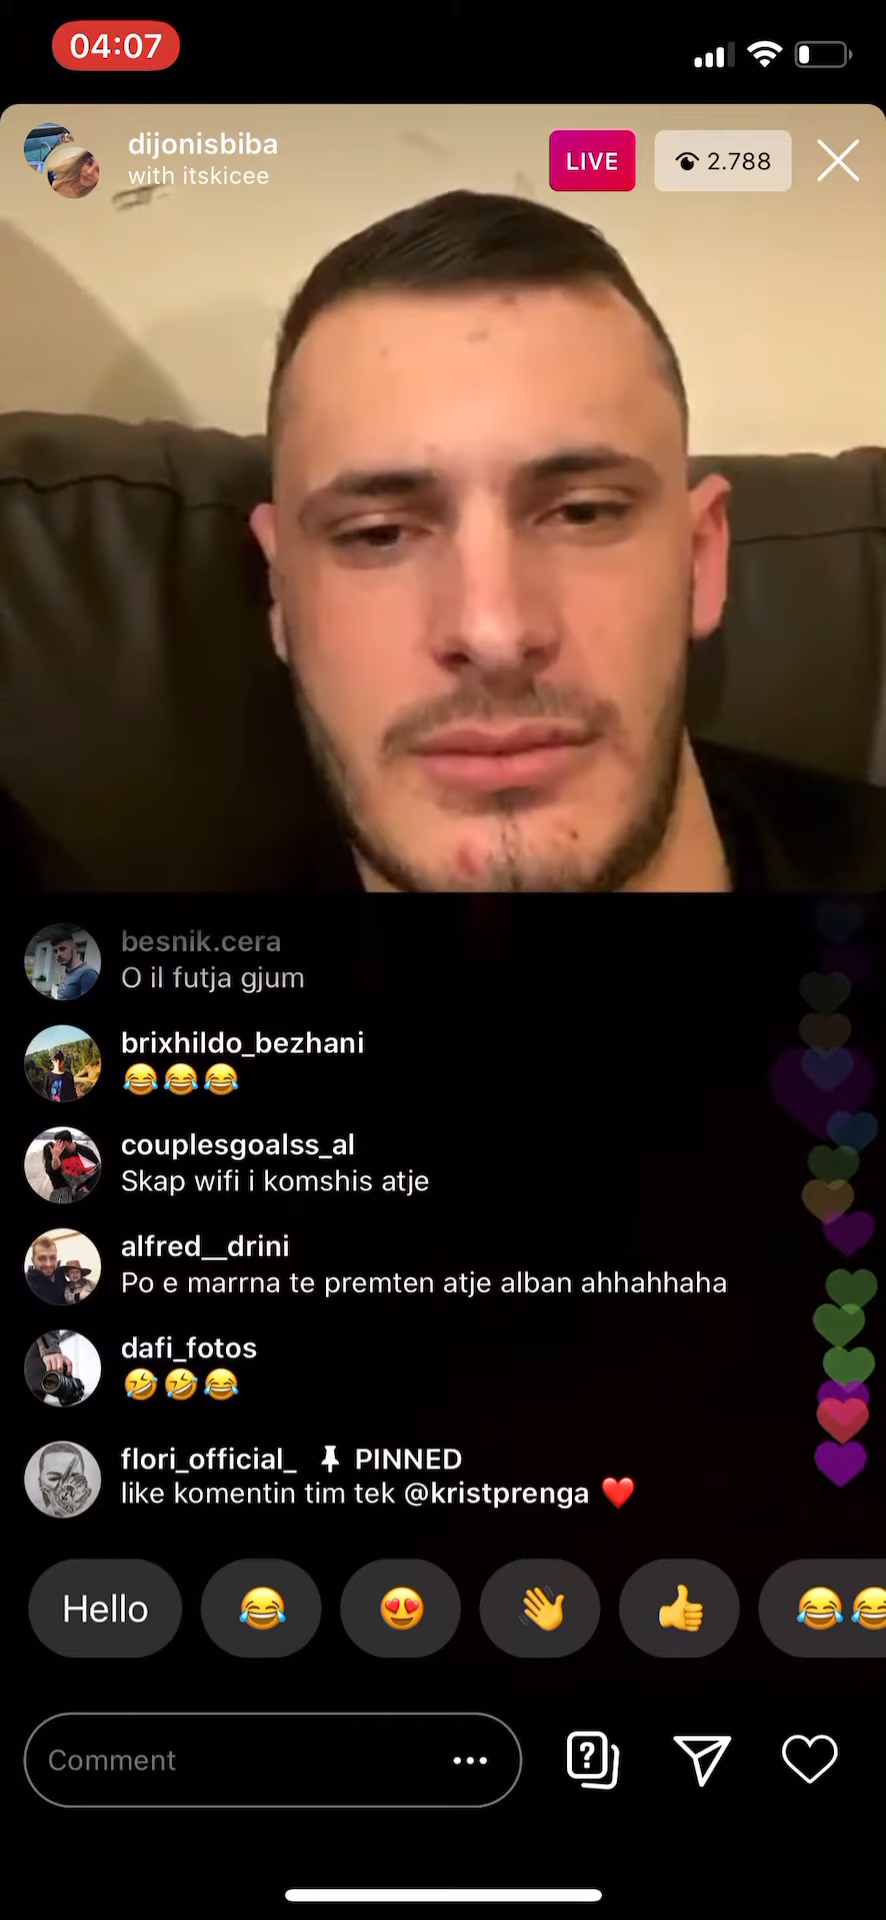 04:07
dijonisbiba
with itskicee
LIVE
2.788
besnik.cera
O il futja gjum
brixhildo_bezhani
😂😂😂
couplesgoalss_al
Skap wifi i komshis atje
alfred__drini
Po e marrna te premten atje alban ahhahhaha
dafi_fotos
🤣🤣😂
flori_official_ PINNED
like komentin tim tek @kristprenga ❤️
Hello 😂 😍 👋 👍 😂😂
Comment